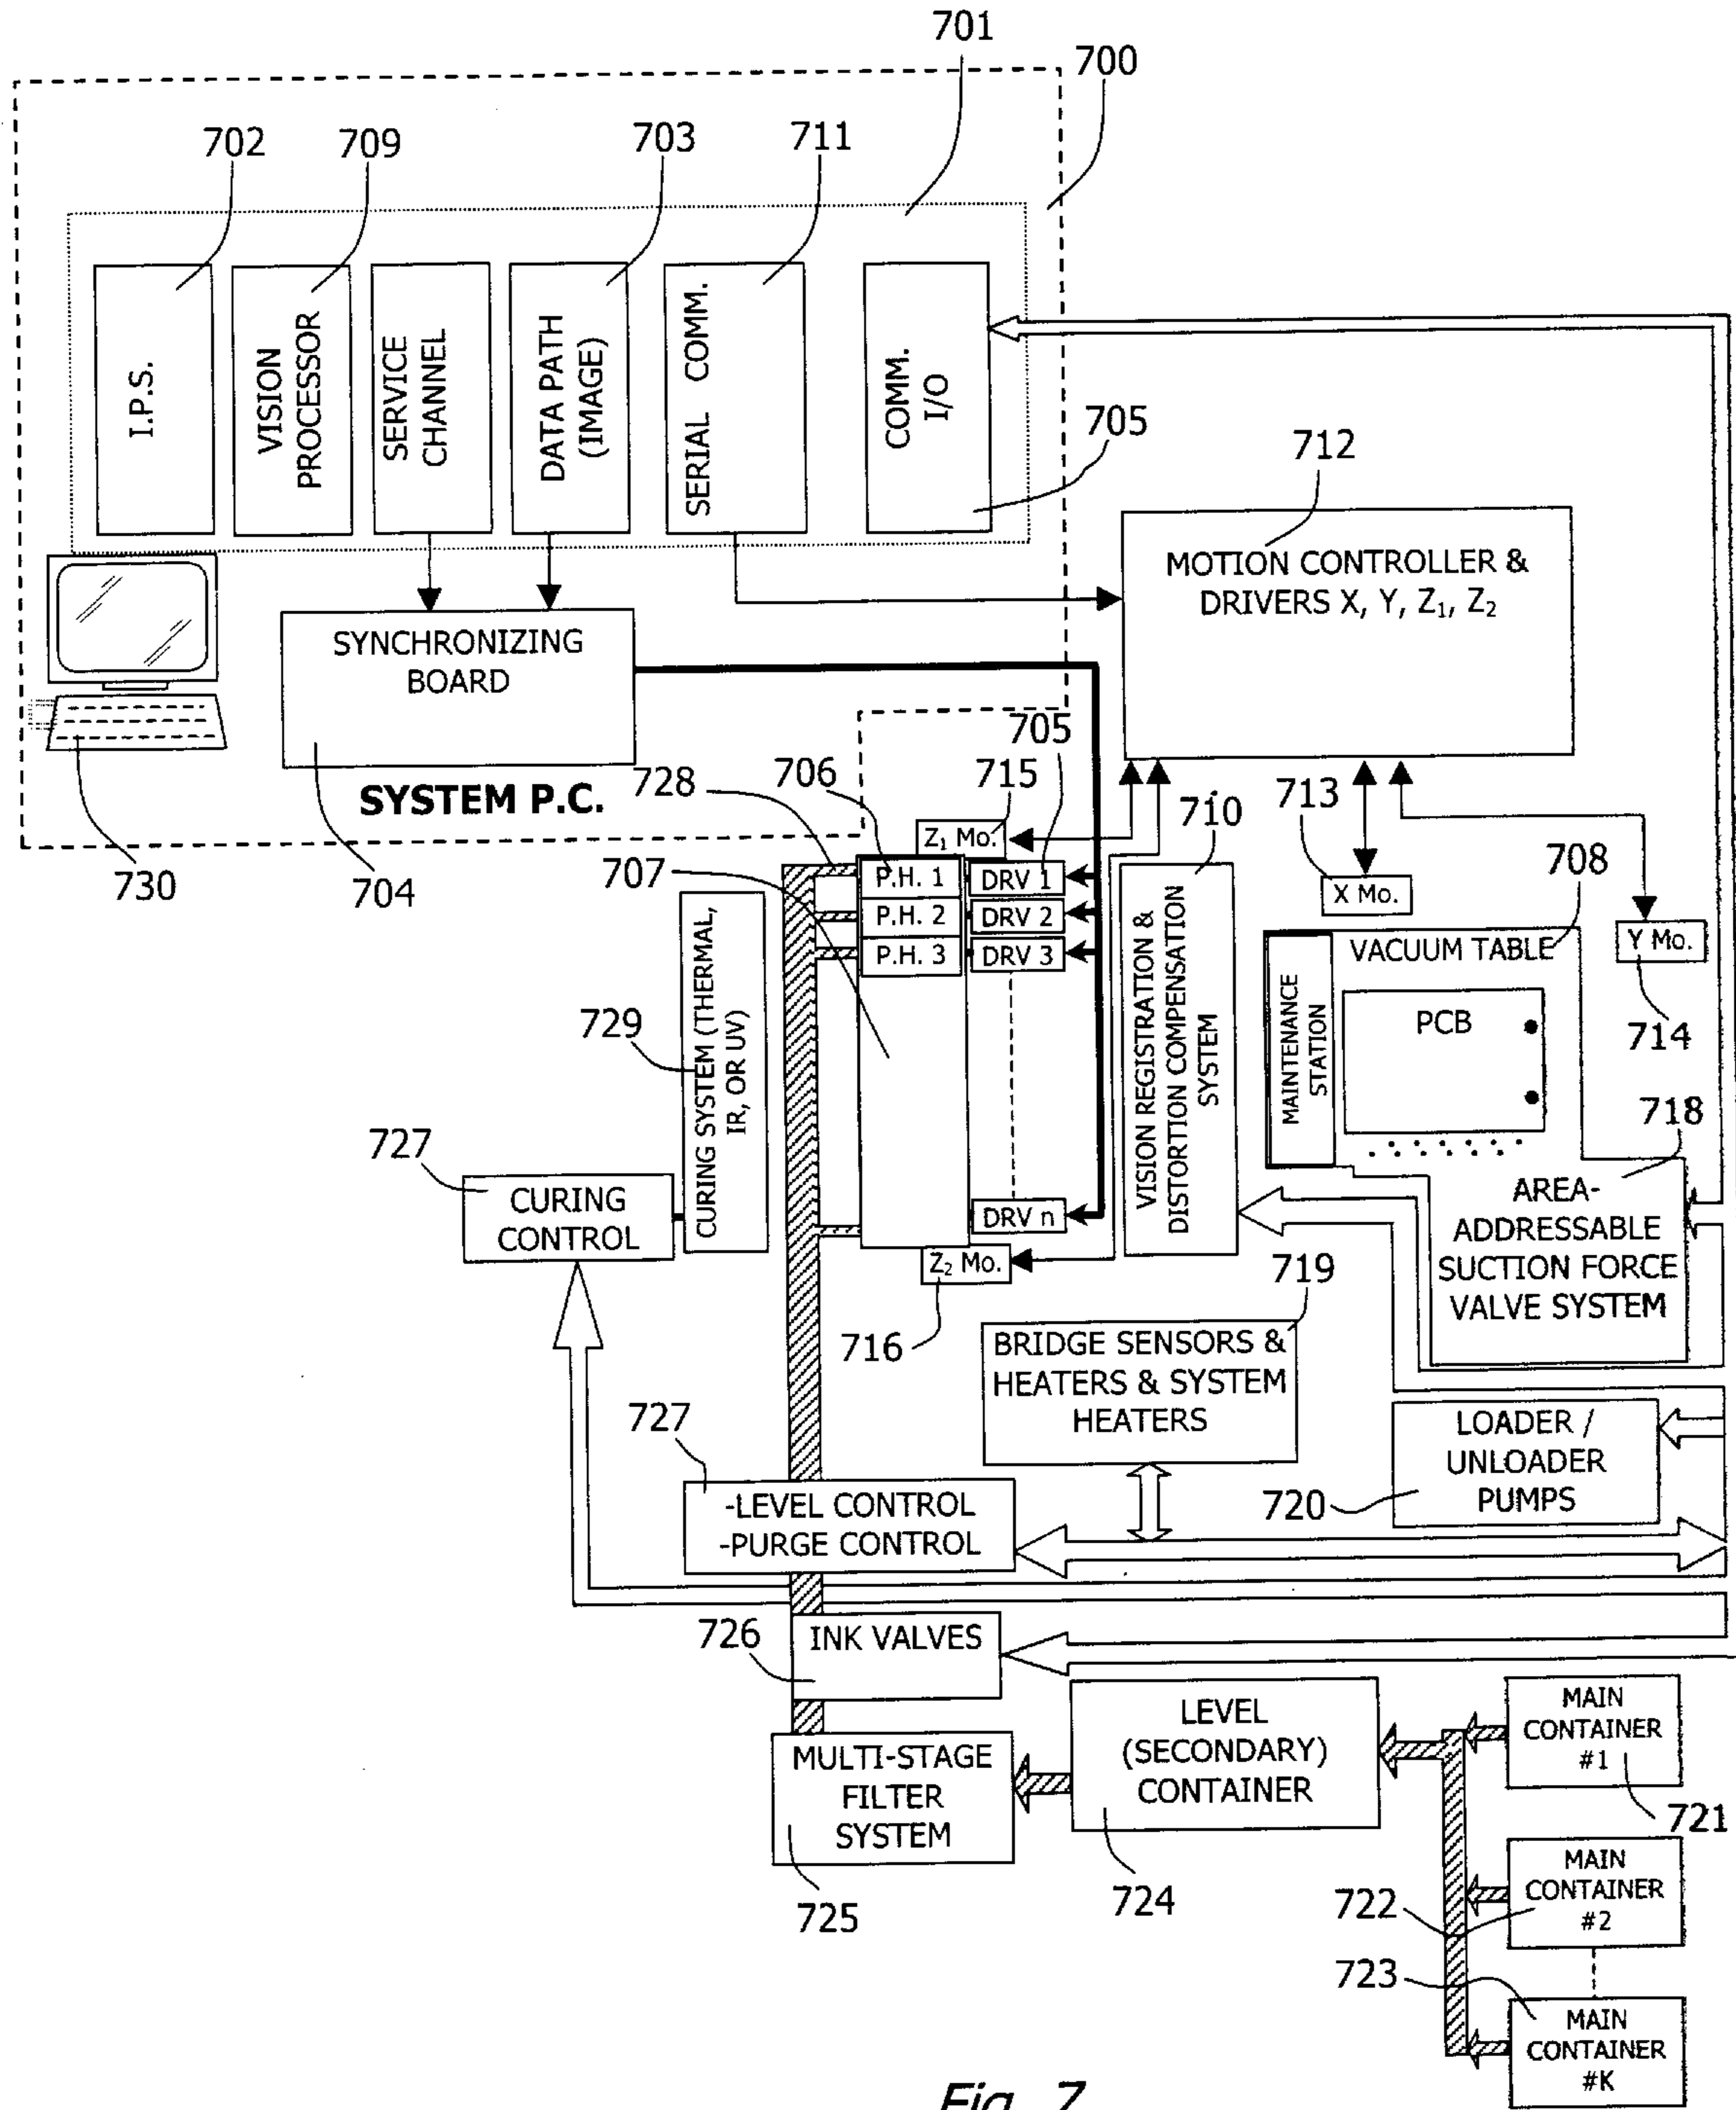 701
700
702
709
703
711
I.P.S.
VISION
PROCESSOR
SERVICE
CHANNEL
DATA PATH
(IMAGE)
SERIAL COMM.
COMM.
I/O
705
712
MOTION CONTROLLER &
DRIVERS X, Y, Z₁, Z₂
SYNCHRONIZING
BOARD
SYSTEM P.C.
730
704
728
706
715
705
707
710
713
708
Z₁ Mo.
X Mo.
Y Mo.
714
P.H. 1
DRV 1
P.H. 2
DRV 2
P.H. 3
DRV 3
DRV n
Z₂ Mo.
716
729
CURING SYSTEM (THERMAL,
IR, OR UV)
727
CURING
CONTROL
VISION REGISTRATION &
DISTORTION COMPENSATION
SYSTEM
MAINTENANCE
STATION
VACUUM TABLE
PCB
718
AREA-
ADDRESSABLE
SUCTION FORCE
VALVE SYSTEM
719
BRIDGE SENSORS &
HEATERS & SYSTEM
HEATERS
LOADER /
UNLOADER
PUMPS
720
727
-LEVEL CONTROL
-PURGE CONTROL
726
INK VALVES
MULTI-STAGE
FILTER
SYSTEM
725
LEVEL
(SECONDARY)
CONTAINER
724
MAIN
CONTAINER
#1
721
MAIN
CONTAINER
#2
722
723
MAIN
CONTAINER
#K
Fig. 7